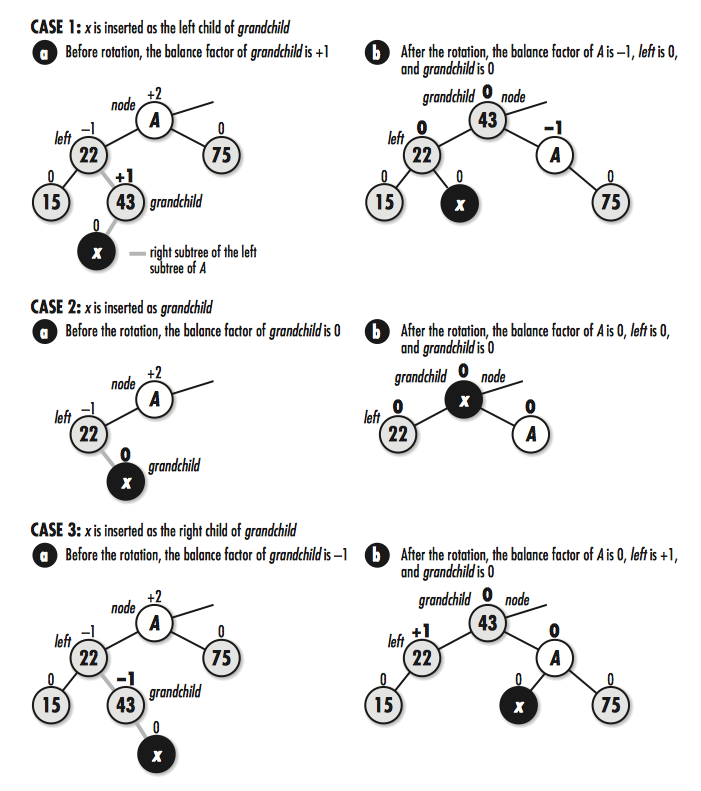 CASE 1: x is inserted as the left child of grandchild
a Before rotation, the balance factor of grandchild is +1
b After the rotation, the balance factor of A is –1, left is 0,
and grandchild is 0
+2
node
A
–1
left
22
0
75
0
15
+1
43
grandchild
0
x
right subtree of the left
subtree of A
grandchild 0 node
43
left 0
22
–1
A
0
15
0
x
0
75
CASE 2: x is inserted as grandchild
a Before the rotation, the balance factor of grandchild is 0
b After the rotation, the balance factor of A is 0, left is 0,
and grandchild is 0
+2
node
A
–1
left
22
0
grandchild
x
grandchild 0 node
x
left 0
22
0
A
CASE 3: x is inserted as the right child of grandchild
a Before the rotation, the balance factor of grandchild is –1
b After the rotation, the balance factor of A is 0, left is +1,
and grandchild is 0
+2
node
A
–1
left
22
0
75
0
15
–1
43
grandchild
0
x
grandchild 0 node
43
left +1
22
0
A
0
15
0
x
0
75